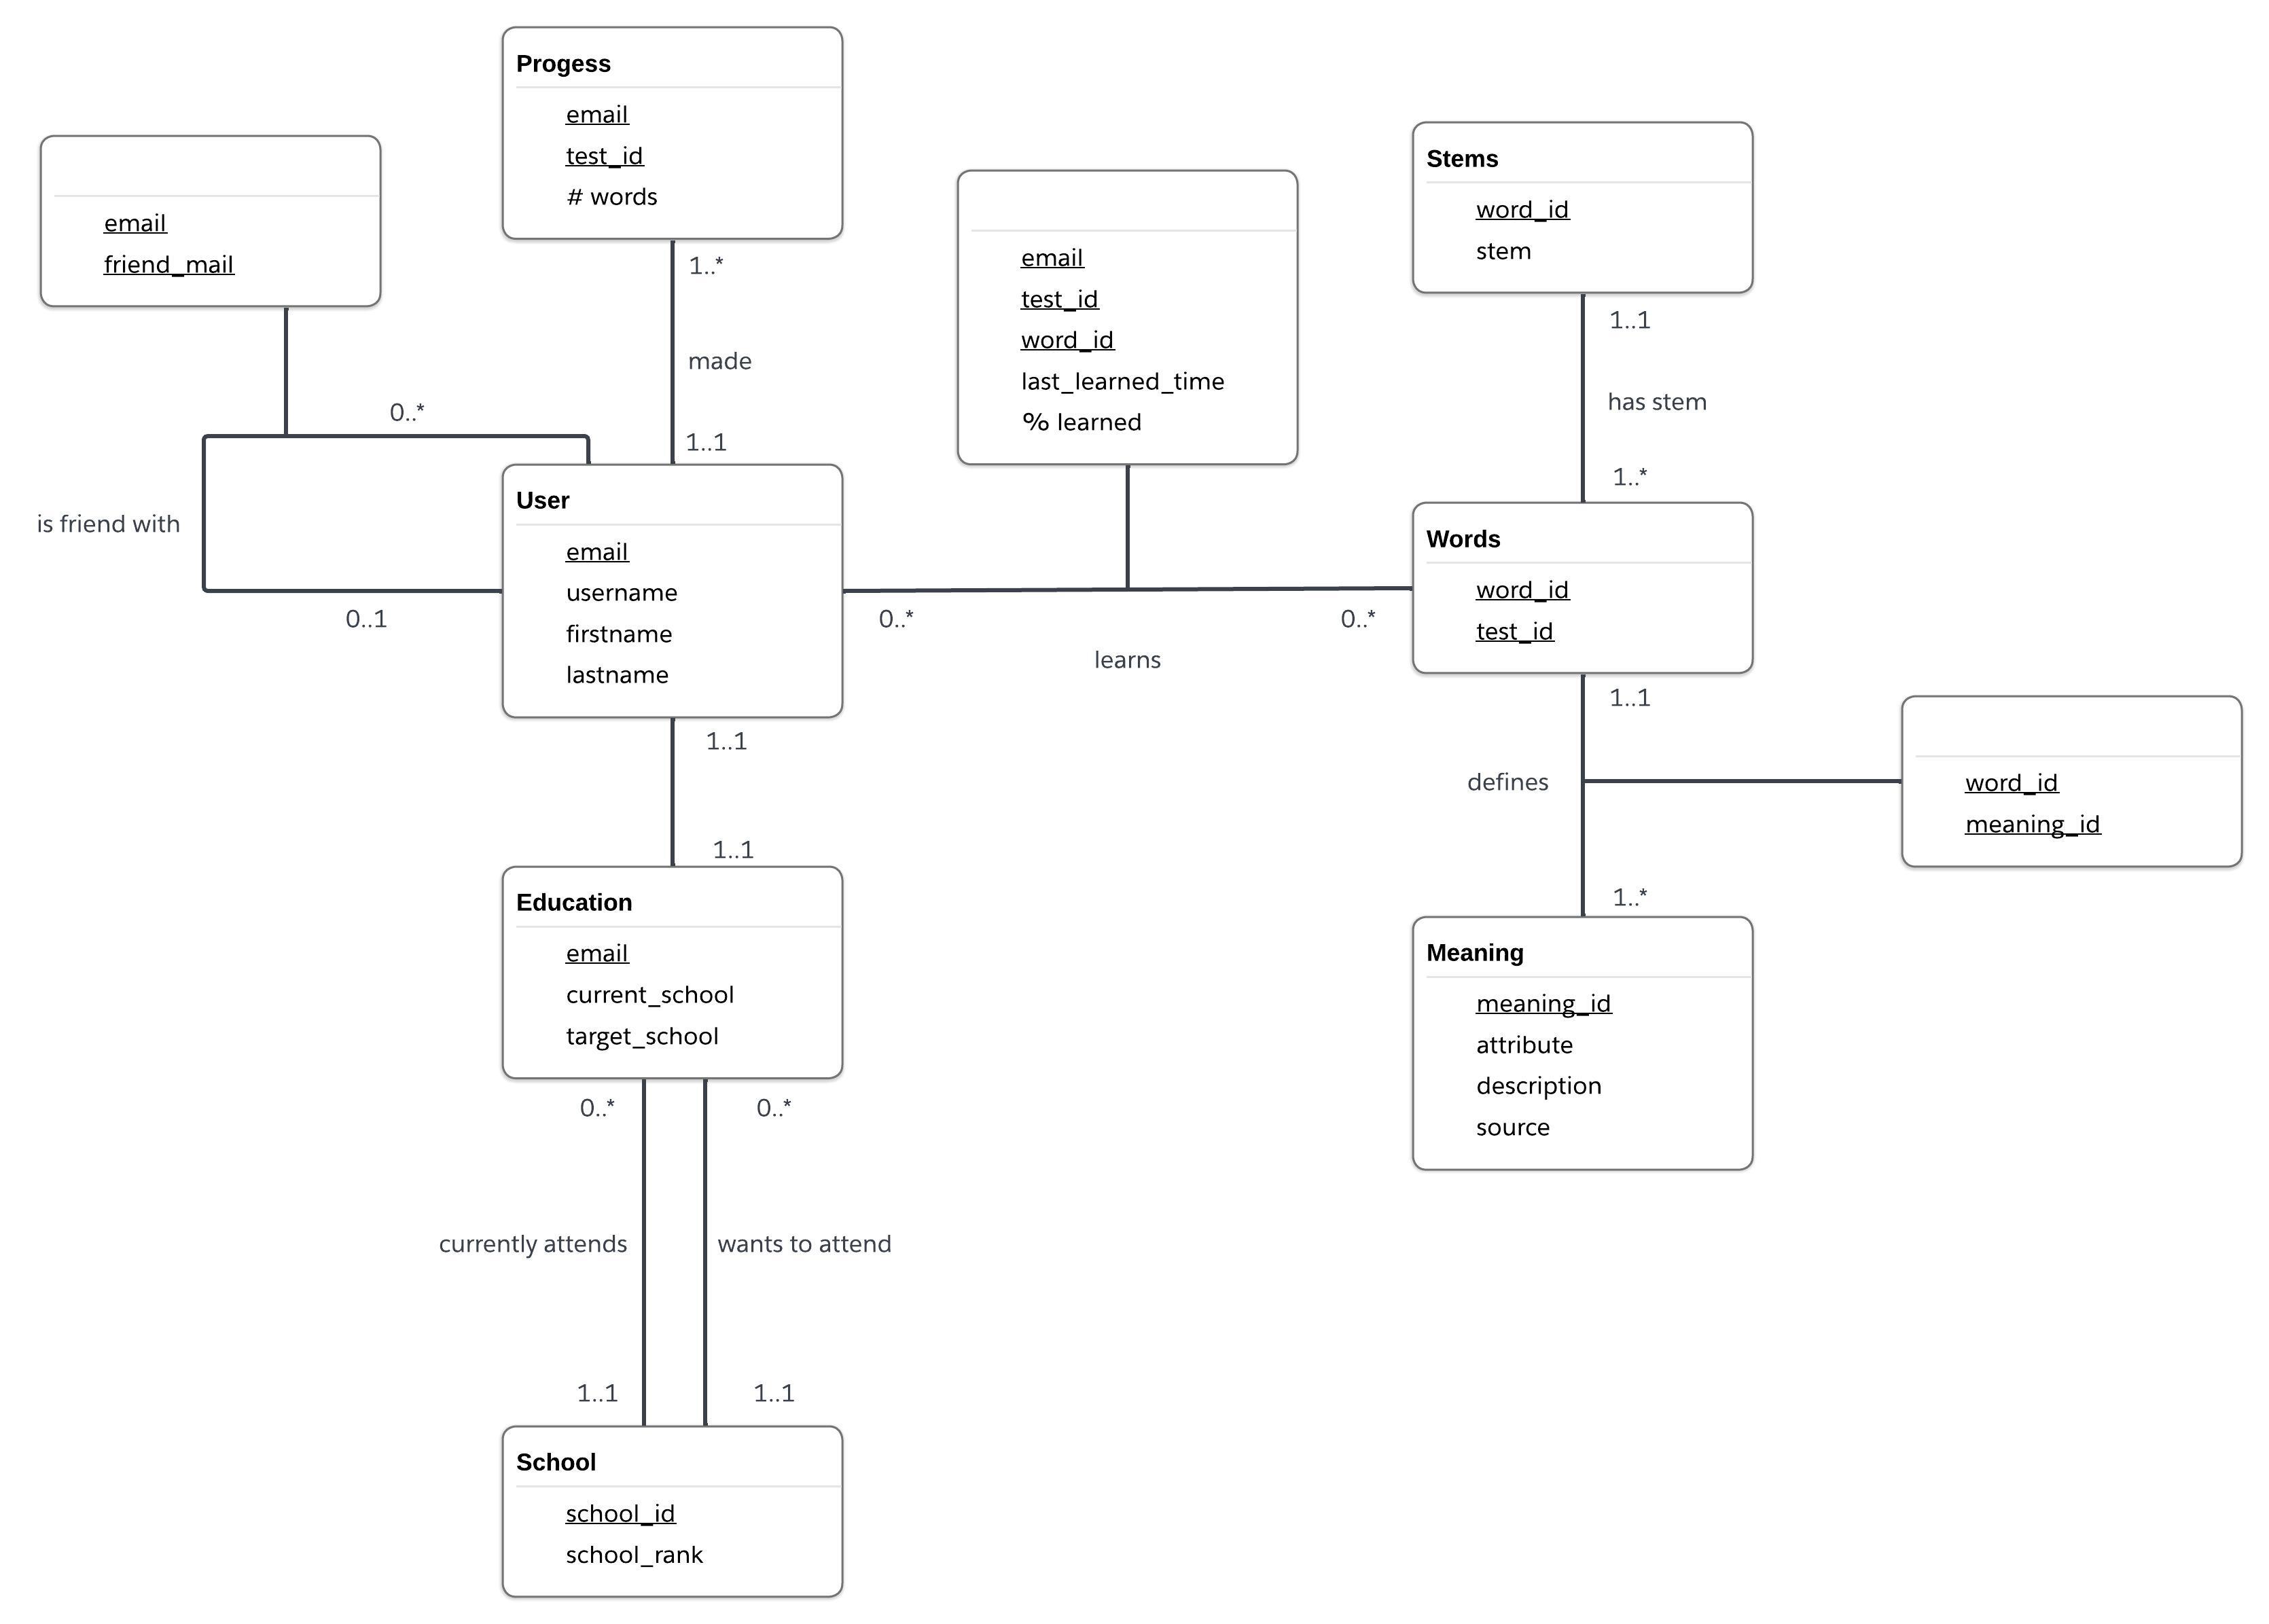 Progess
email
test_id
# words
email
friend_mail
1..*
made
1..1
0..*
is friend with
0..1
User
email
username
firstname
lastname
email
test_id
word_id
last_learned_time
% learned
0..*
0..*
learns
Stems
word_id
stem
1..1
has stem
1..*
Words
word_id
test_id
1..1
defines
1..*
word_id
meaning_id
Meaning
meaning_id
attribute
description
source
1..1
1..1
Education
email
current_school
target_school
0..*
0..*
currently attends
wants to attend
1..1
1..1
School
school_id
school_rank